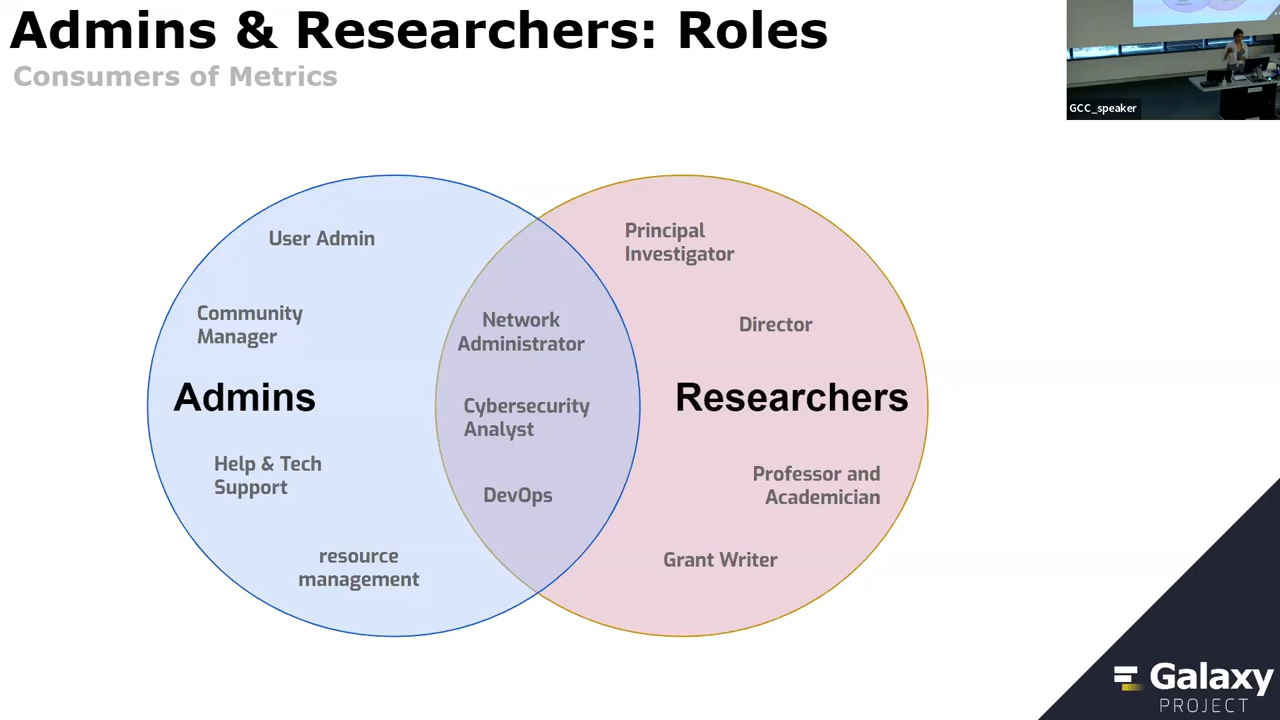 Admins & Researchers: Roles
Consumers of Metrics
GCC_speaker
User Admin
Community
Manager
Admins
Help & Tech
Support
resource
management
Network
Administrator
Cybersecurity
Analyst
DevOps
Principal
Investigator
Director
Researchers
Professor and
Academician
Grant Writer
Galaxy
PROJECT